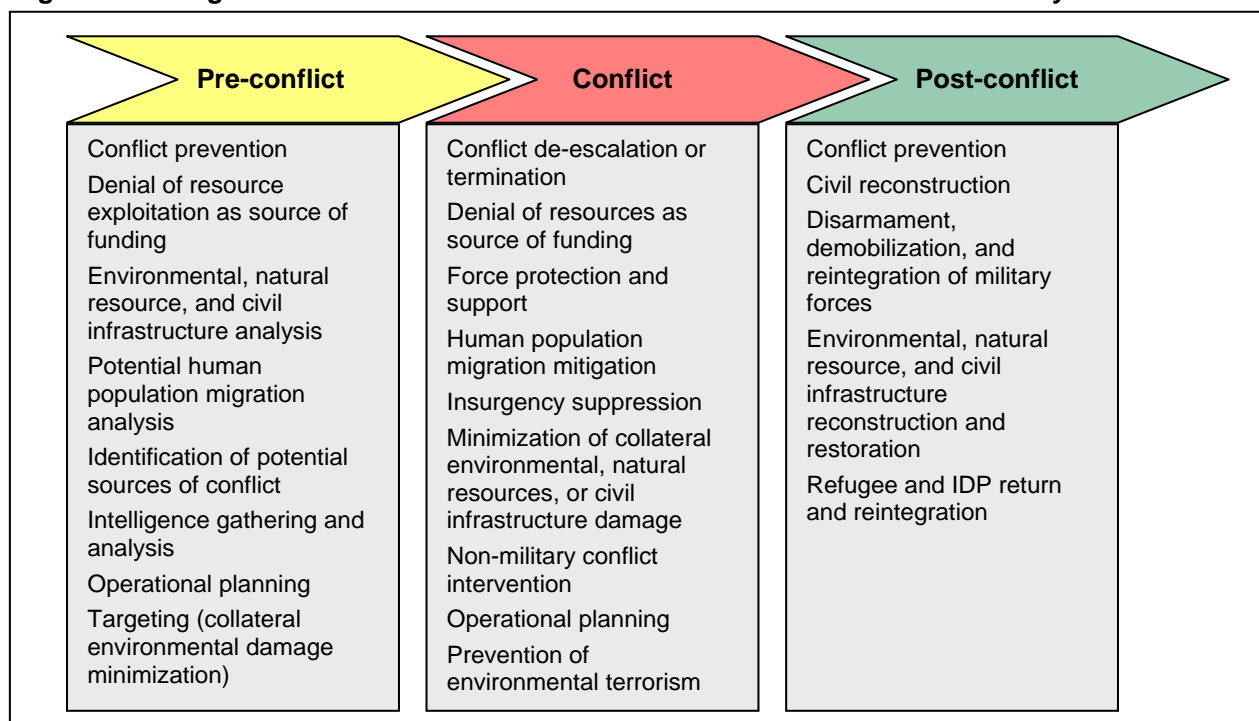 Pre-conflict
Conflict
Post-conflict
Conflict prevention
Denial of resource
exploitation as source of
funding
Environmental, natural
resource, and civil
infrastructure analysis
Potential human
population migration
analysis
Identification of potential
sources of conflict
Intelligence gathering and
analysis
Operational planning
Targeting (collateral
environmental damage
minimization)
Conflict de-escalation or
termination
Denial of resources as
source of funding
Force protection and
support
Human population
migration mitigation
Insurgency suppression
Minimization of collateral
environmental, natural
resources, or civil
infrastructure damage
Non-military conflict
intervention
Operational planning
Prevention of
environmental terrorism
Conflict prevention
Civil reconstruction
Disarmament,
demobilization, and
reintegration of military
forces
Environmental, natural
resource, and civil
infrastructure
reconstruction and
restoration
Refugee and IDP return
and reintegration